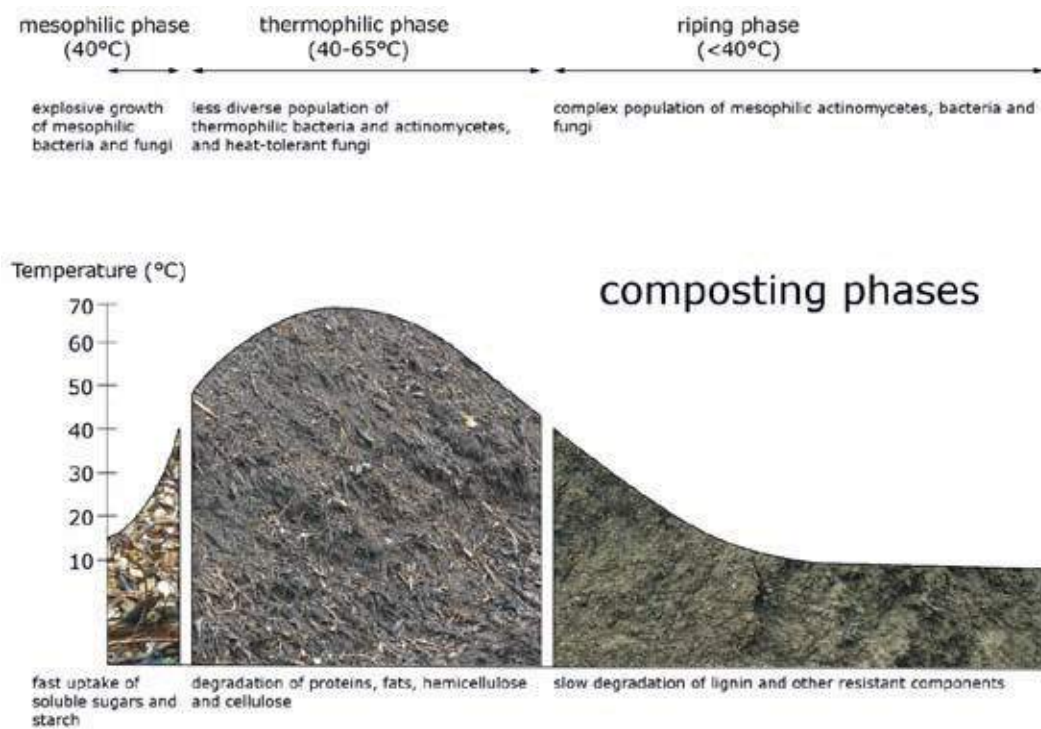 mesophilic phase
(40°C)
thermophilic phase
(40-65°C)
riping phase
(<40°C)
explosive growth
of mesophilic
bacteria and fungi
less diverse population of
thermophilic bacteria and actinomycetes,
and heat-tolerant fungi
complex population of mesophilic actinomycetes, bacteria and
fungi
Temperature (°C)
composting phases
70
60
50
40
30
20
10
fast uptake of
soluble sugars and
starch
degradation of proteins, fats, hemicellulose
and cellulose
slow degradation of lignin and other resistant components